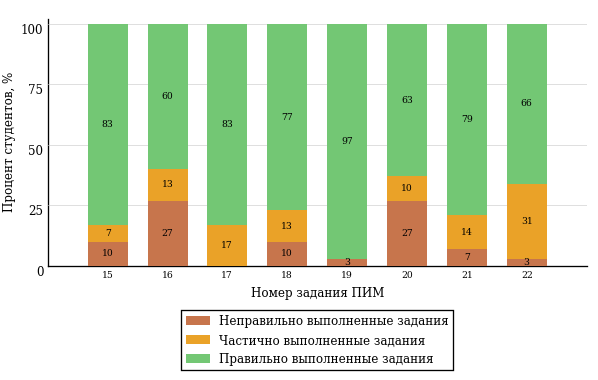 100
75
50
25
0
Процент студентов, %
83 60 83 77 97 63 79 66
7 13 17 13 10 14 31
10 27 10 3 27 7 3
15 16 17 18 19 20 21 22
Номер задания ПИМ
Неправильно выполненные задания
Частично выполненные задания
Правильно выполненные задания